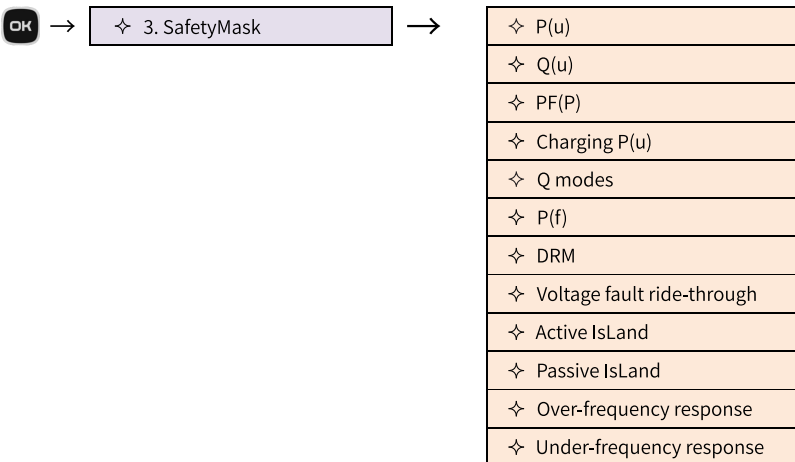 OK → ✧ 3. SafetyMask → ✧ P(u)
✧ Q(u)
✧ PF(P)
✧ Charging P(u)
✧ Q modes
✧ P(f)
✧ DRM
✧ Voltage fault ride-through
✧ Active IsLand
✧ Passive IsLand
✧ Over-frequency response
✧ Under-frequency response